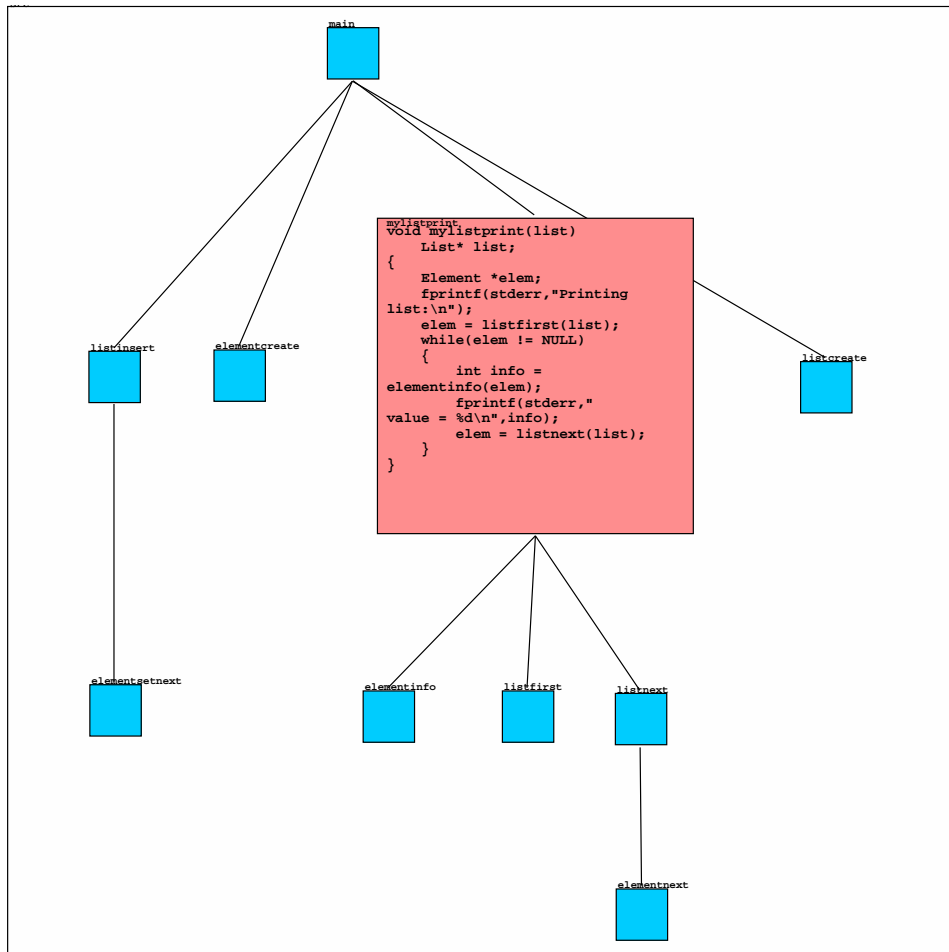 main
mylistprint
void mylistprint(list)
    List* list;
{
    Element *elem;
    fprintf(stderr,"Printing
list:\n");
    elem = listfirst(list);
    while(elem != NULL)
    {
        int info =
elementinfo(elem);
        fprintf(stderr,"
value = %d\n",info);
        elem = listnext(list);
    }
}
listinsert
elementcreate
listcreate
elementsetnext
elementinfo
listfirst
listnext
elementnext